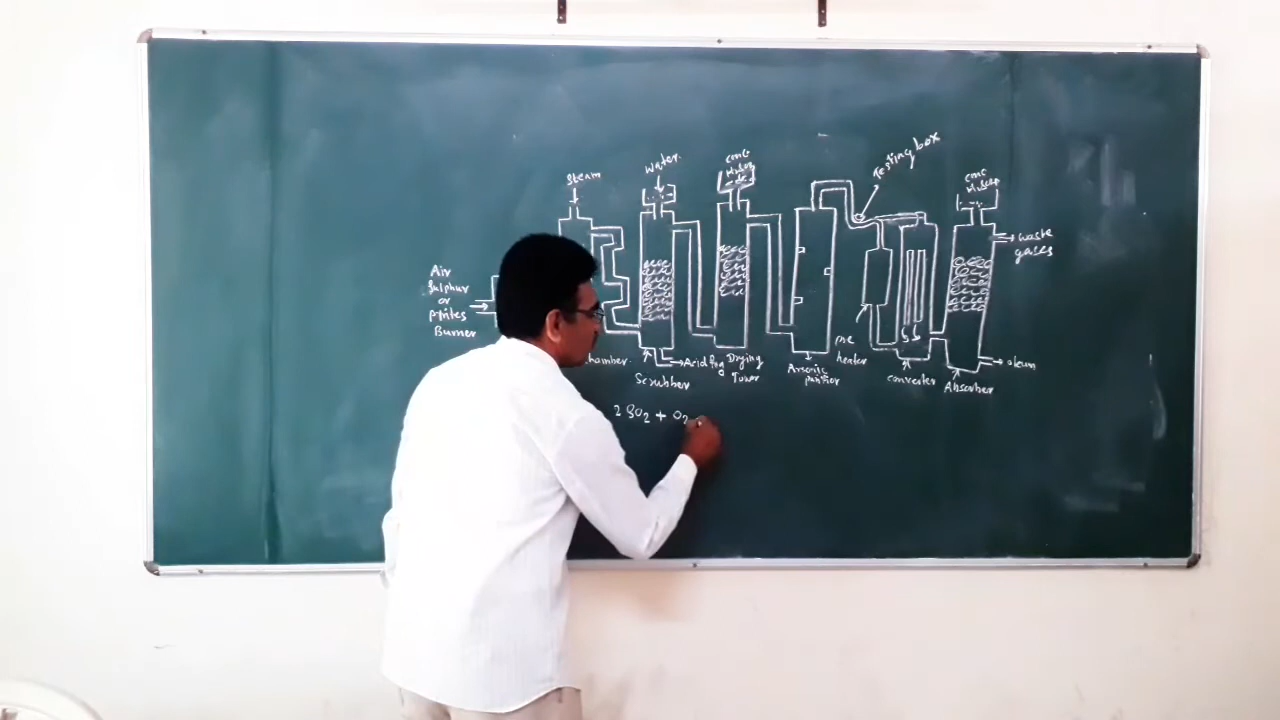 Steam
Water
conc
H2SO4
Testing box
conc
H2SO4
waste
gases
Air
Sulphur
or
Pyrites
Burner
chamber
Scrubber
→Acid fog
Drying
Tower
Arsenic
purifier
pre
heater
converter
Absorber
oleum
2SO2 + O2